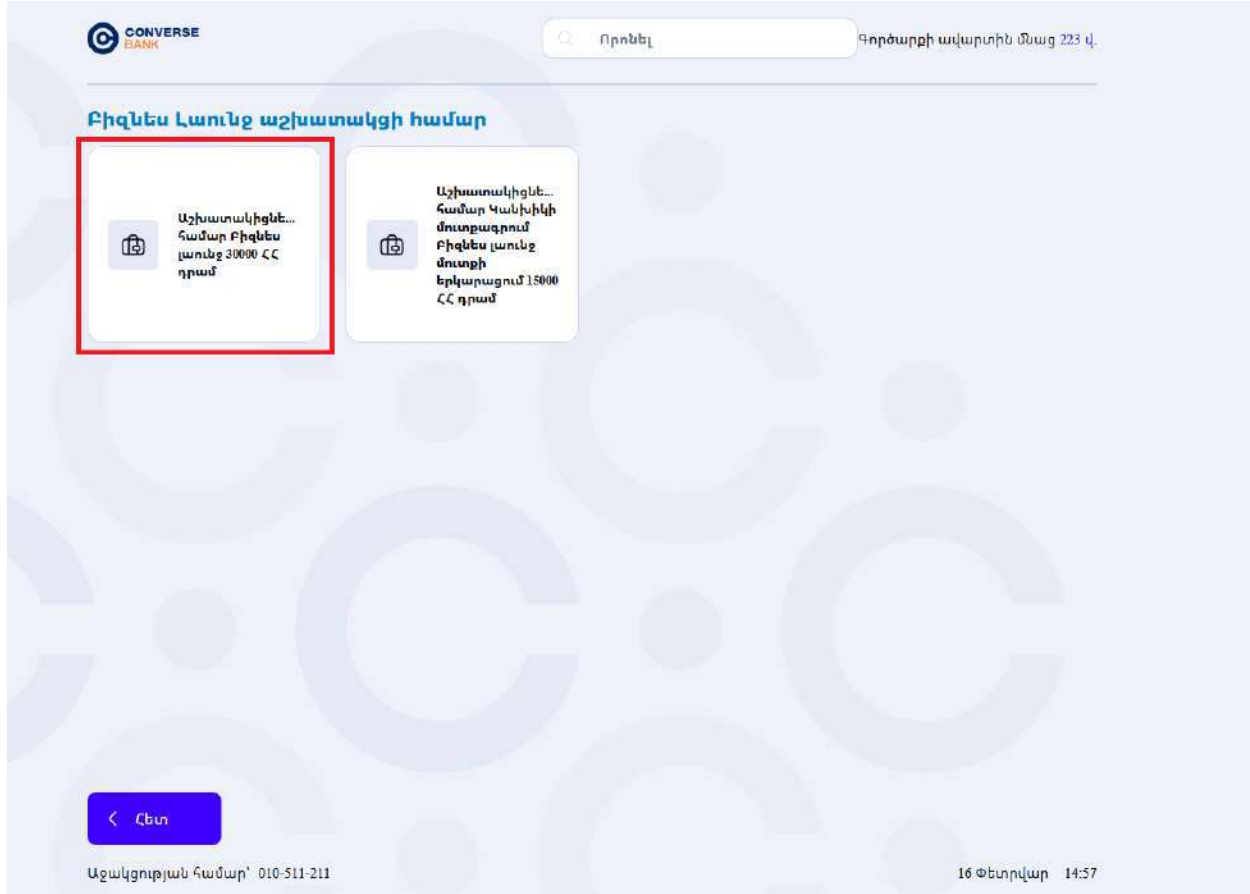 CONVERSE
BANK
Որոնել
Գործարքի ավարտին մնաց 223 վ.
Բիզնես Լաունջ աշխատակցի համար
Աշխատակիցնե...
համար Բիզնես
լաունջ 30000 ՀՀ
դրամ
Աշխատակիցնե...
համար Կանխիկի
մուտքագրում
Բիզնես լաունջ
մուտքի
երկարացում 15000
ՀՀ դրամ
Հետ
Աջակցության համար՝ 010-511-211
16 Փետրվար 14:57